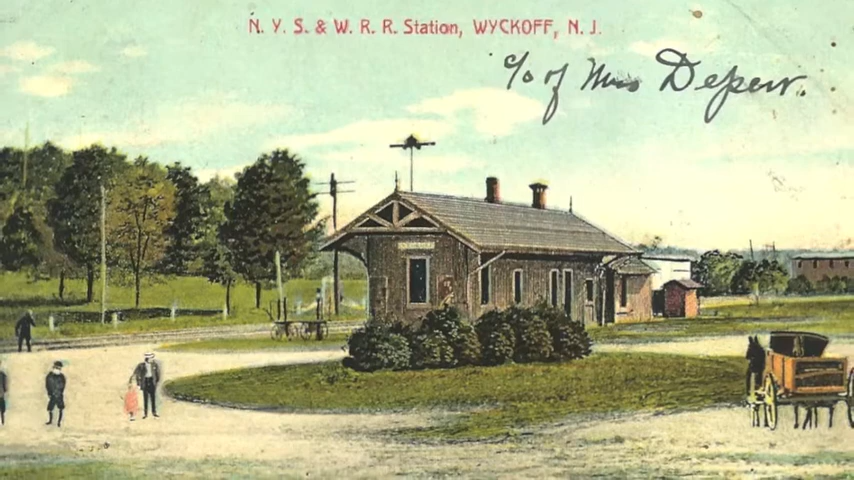 N. Y. S. & W. R. R. Station, WYCKOFF, N. J.
c/o of Mrs Depew.